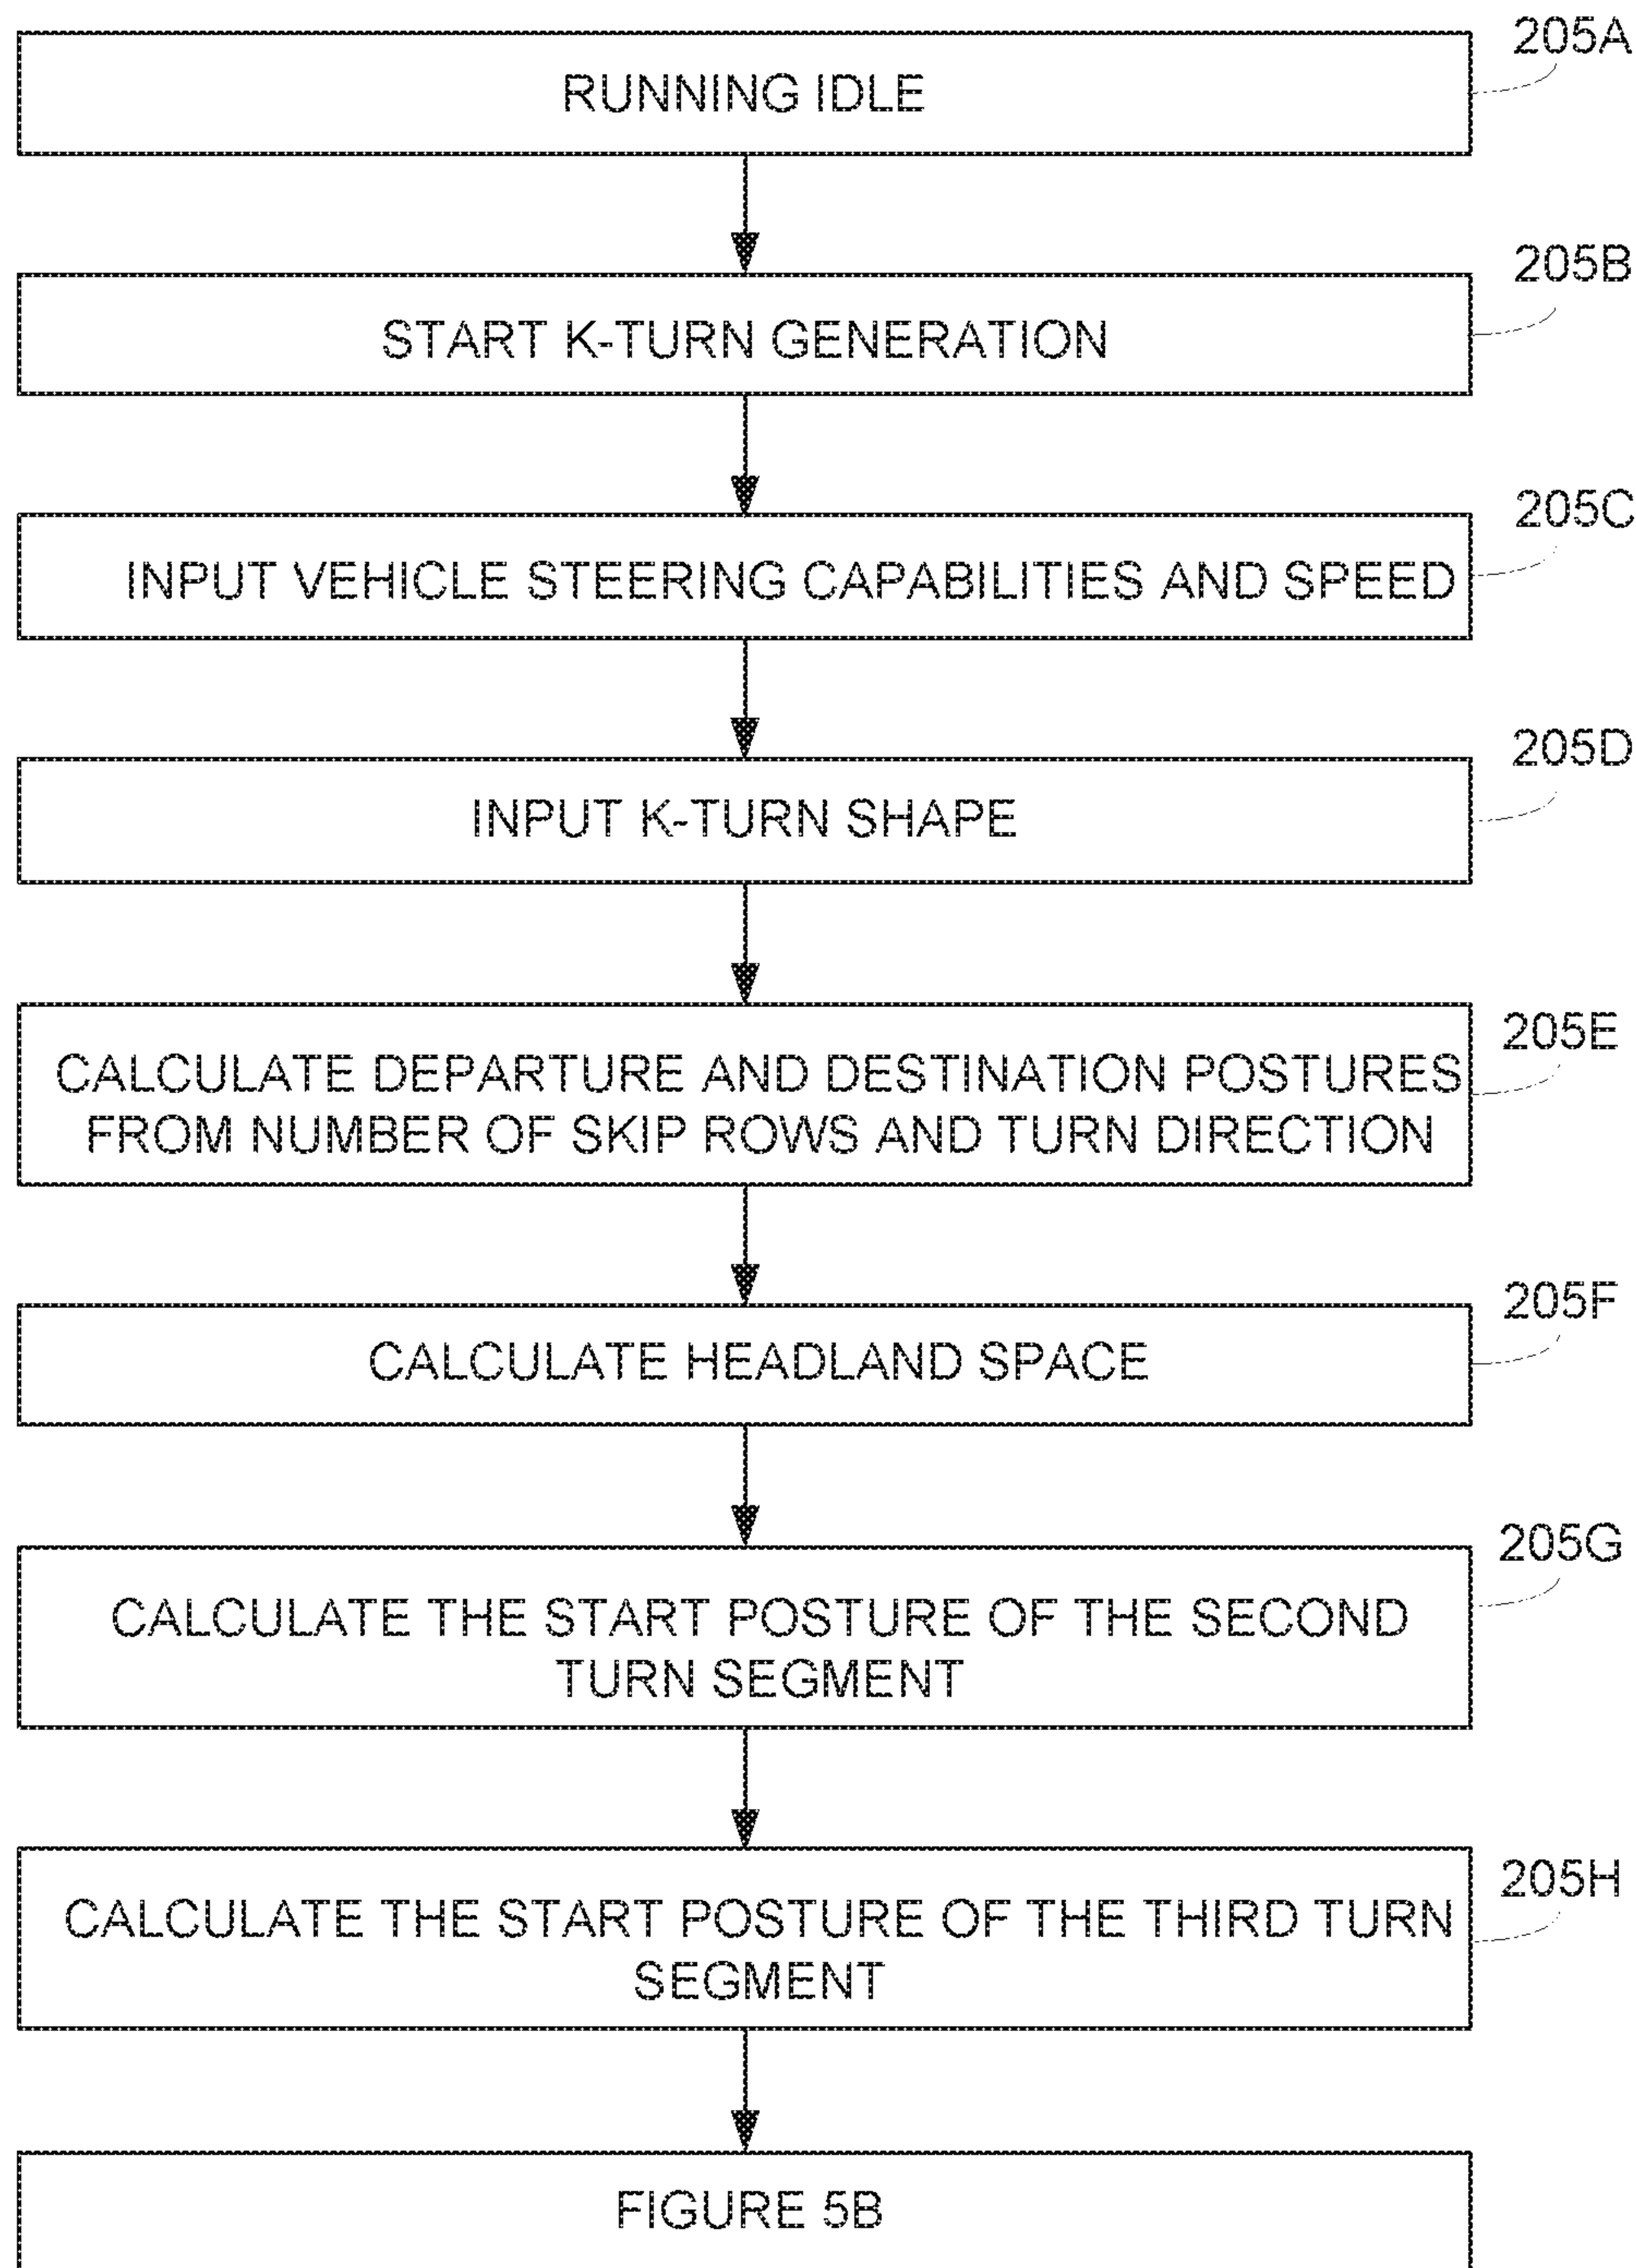 205A
RUNNING IDLE
205B
START K-TURN GENERATION
205C
INPUT VEHICLE STEERING CAPABILITIES AND SPEED
205D
INPUT K-TURN SHAPE
205E
CALCULATE DEPARTURE AND DESTINATION POSTURES
FROM NUMBER OF SKIP ROWS AND TURN DIRECTION
205F
CALCULATE HEADLAND SPACE
205G
CALCULATE THE START POSTURE OF THE SECOND
TURN SEGMENT
205H
CALCULATE THE START POSTURE OF THE THIRD TURN
SEGMENT
FIGURE 5B